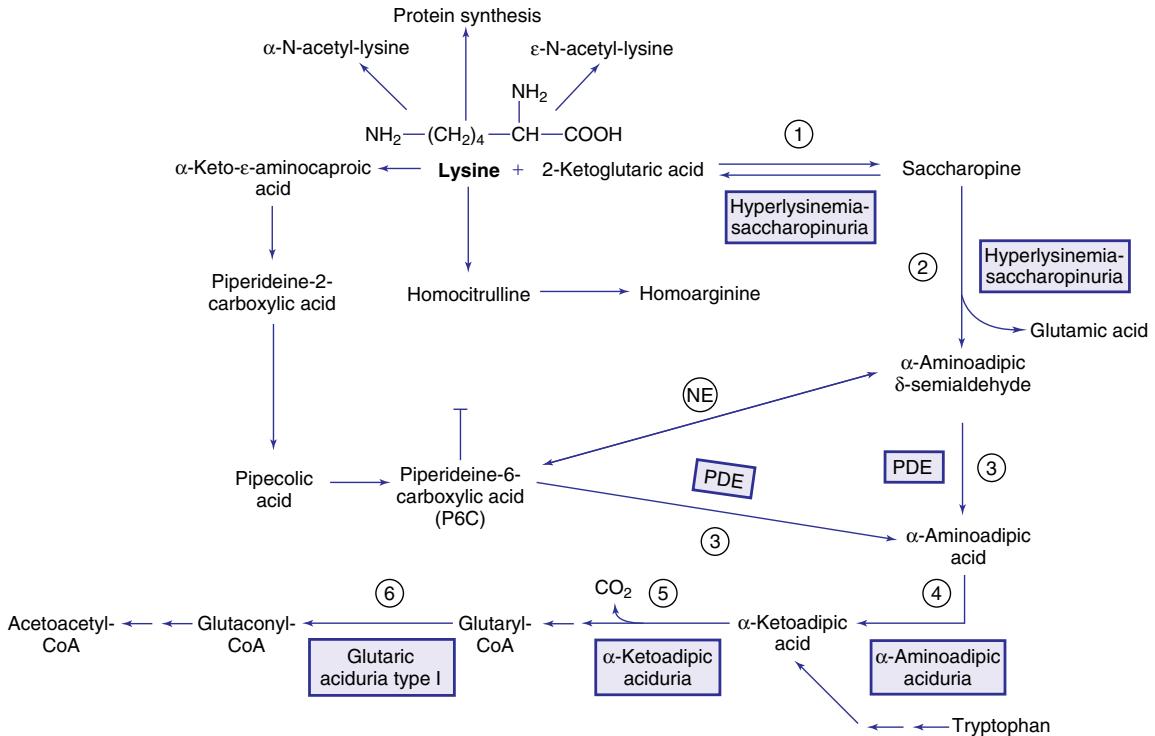 Protein synthesis
α-N-acetyl-lysine
ε-N-acetyl-lysine
NH₂
NH₂—(CH₂)₄—CH—COOH
1
α-Keto-ε-aminocaproic
acid
Lysine + 2-Ketoglutaric acid
Saccharopine
Hyperlysinemia-
saccharopinuria
2
Hyperlysinemia-
saccharopinuria
Piperideine-2-
carboxylic acid
Homocitrulline
Homoarginine
Glutamic acid
α-Aminoadipic
δ-semialdehyde
NE
Pipecolic
acid
Piperideine-6-
carboxylic acid
(P6C)
PDE
3
PDE
3
α-Aminoadipic
acid
Acetoacetyl-
CoA
Glutaconyl-
CoA
6
Glutaric
aciduria type I
Glutaryl-
CoA
CO₂
5
α-Ketoadipic
aciduria
α-Ketoadipic
acid
4
α-Aminoadipic
aciduria
Tryptophan